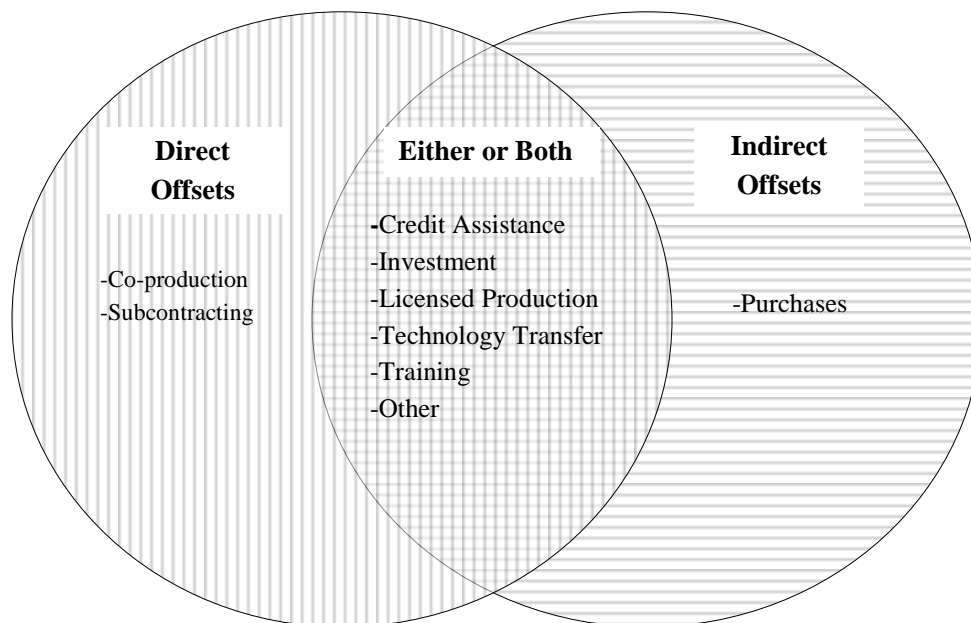 Direct
Offsets
-Co-production
-Subcontracting
Either or Both
-Credit Assistance
-Investment
-Licensed Production
-Technology Transfer
-Training
-Other
Indirect
Offsets
-Purchases